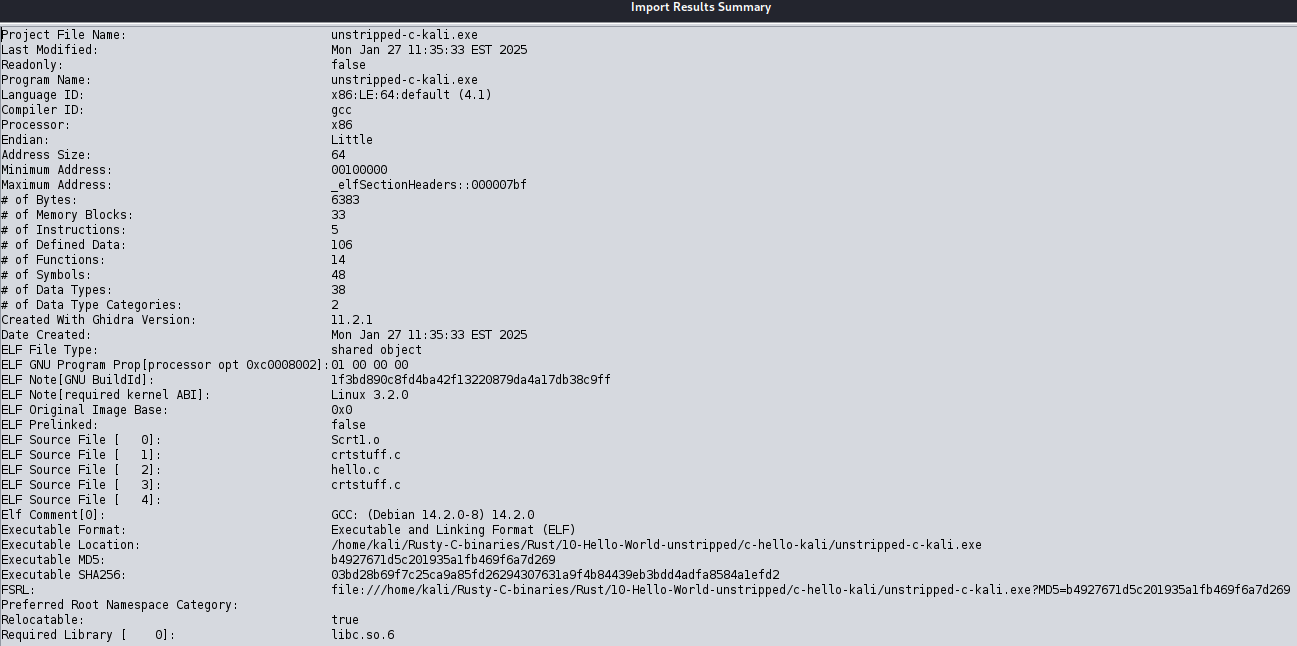 Import Results Summary
Project File Name: unstripped-c-kali.exe
Last Modified: Mon Jan 27 11:35:33 EST 2025
Readonly: false
Program Name: unstripped-c-kali.exe
Language ID: x86:LE:64:default (4.1)
Compiler ID: gcc
Processor: x86
Endian: Little
Address Size: 64
Minimum Address: 00100000
Maximum Address: _elfSectionHeaders::000007bf
# of Bytes: 6383
# of Memory Blocks: 33
# of Instructions: 5
# of Defined Data: 106
# of Functions: 14
# of Symbols: 48
# of Data Types: 38
# of Data Type Categories: 2
Created With Ghidra Version: 11.2.1
Date Created: Mon Jan 27 11:35:33 EST 2025
ELF File Type: shared object
ELF GNU Program Prop[processor opt 0xc0008002]: 01 00 00 00
ELF Note[GNU BuildId]: 1f3bd890c8fd4ba42f13220879da4a17db38c9ff
ELF Note[required kernel ABI]: Linux 3.2.0
ELF Original Image Base: 0x0
ELF Prelinked: false
ELF Source File [   0]: Scrt1.o
ELF Source File [   1]: crtstuff.c
ELF Source File [   2]: hello.c
ELF Source File [   3]: crtstuff.c
ELF Source File [   4]:
Elf Comment[0]: GCC: (Debian 14.2.0-8) 14.2.0
Executable Format: Executable and Linking Format (ELF)
Executable Location: /home/kali/Rusty-C-binaries/Rust/10-Hello-World-unstripped/c-hello-kali/unstripped-c-kali.exe
Executable MD5: b4927671d5c201935a1fb469f6a7d269
Executable SHA256: 03bd28b69f7c25ca9a85fd26294307631a9f4b84439eb3bdd4adfa8584a1efd2
FSRL: file:///home/kali/Rusty-C-binaries/Rust/10-Hello-World-unstripped/c-hello-kali/unstripped-c-kali.exe?MD5=b4927671d5c201935a1fb469f6a7d269
Preferred Root Namespace Category:
Relocatable: true
Required Library [    0]: libc.so.6